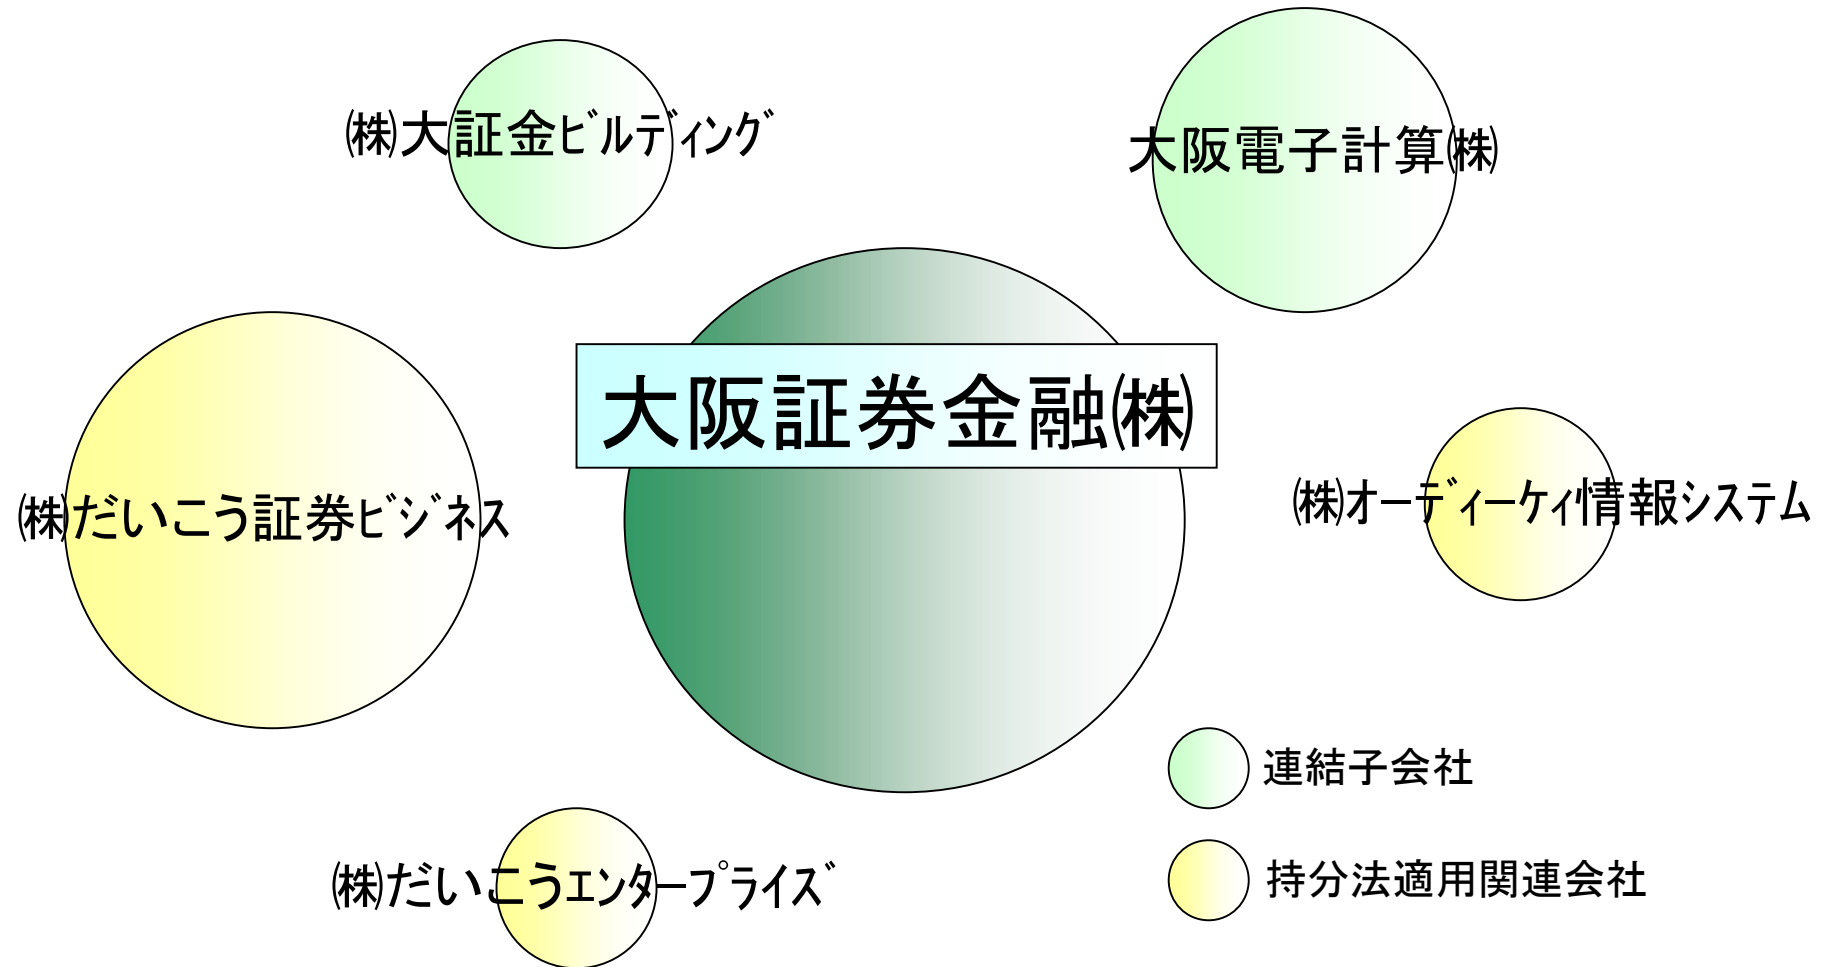 ㈱大証金ﾋﾞﾙﾃﾞｨﾝｸﾞ
大阪電子計算㈱
大阪証券金融㈱
㈱だいこう証券ﾋﾞｼﾞﾈｽ
㈱ｵｰﾃﾞｨｰｹｨ情報ｼｽﾃﾑ
連結子会社
㈱だいこうｴﾝﾀｰﾌﾟﾗｲｽﾞ
持分法適用関連会社